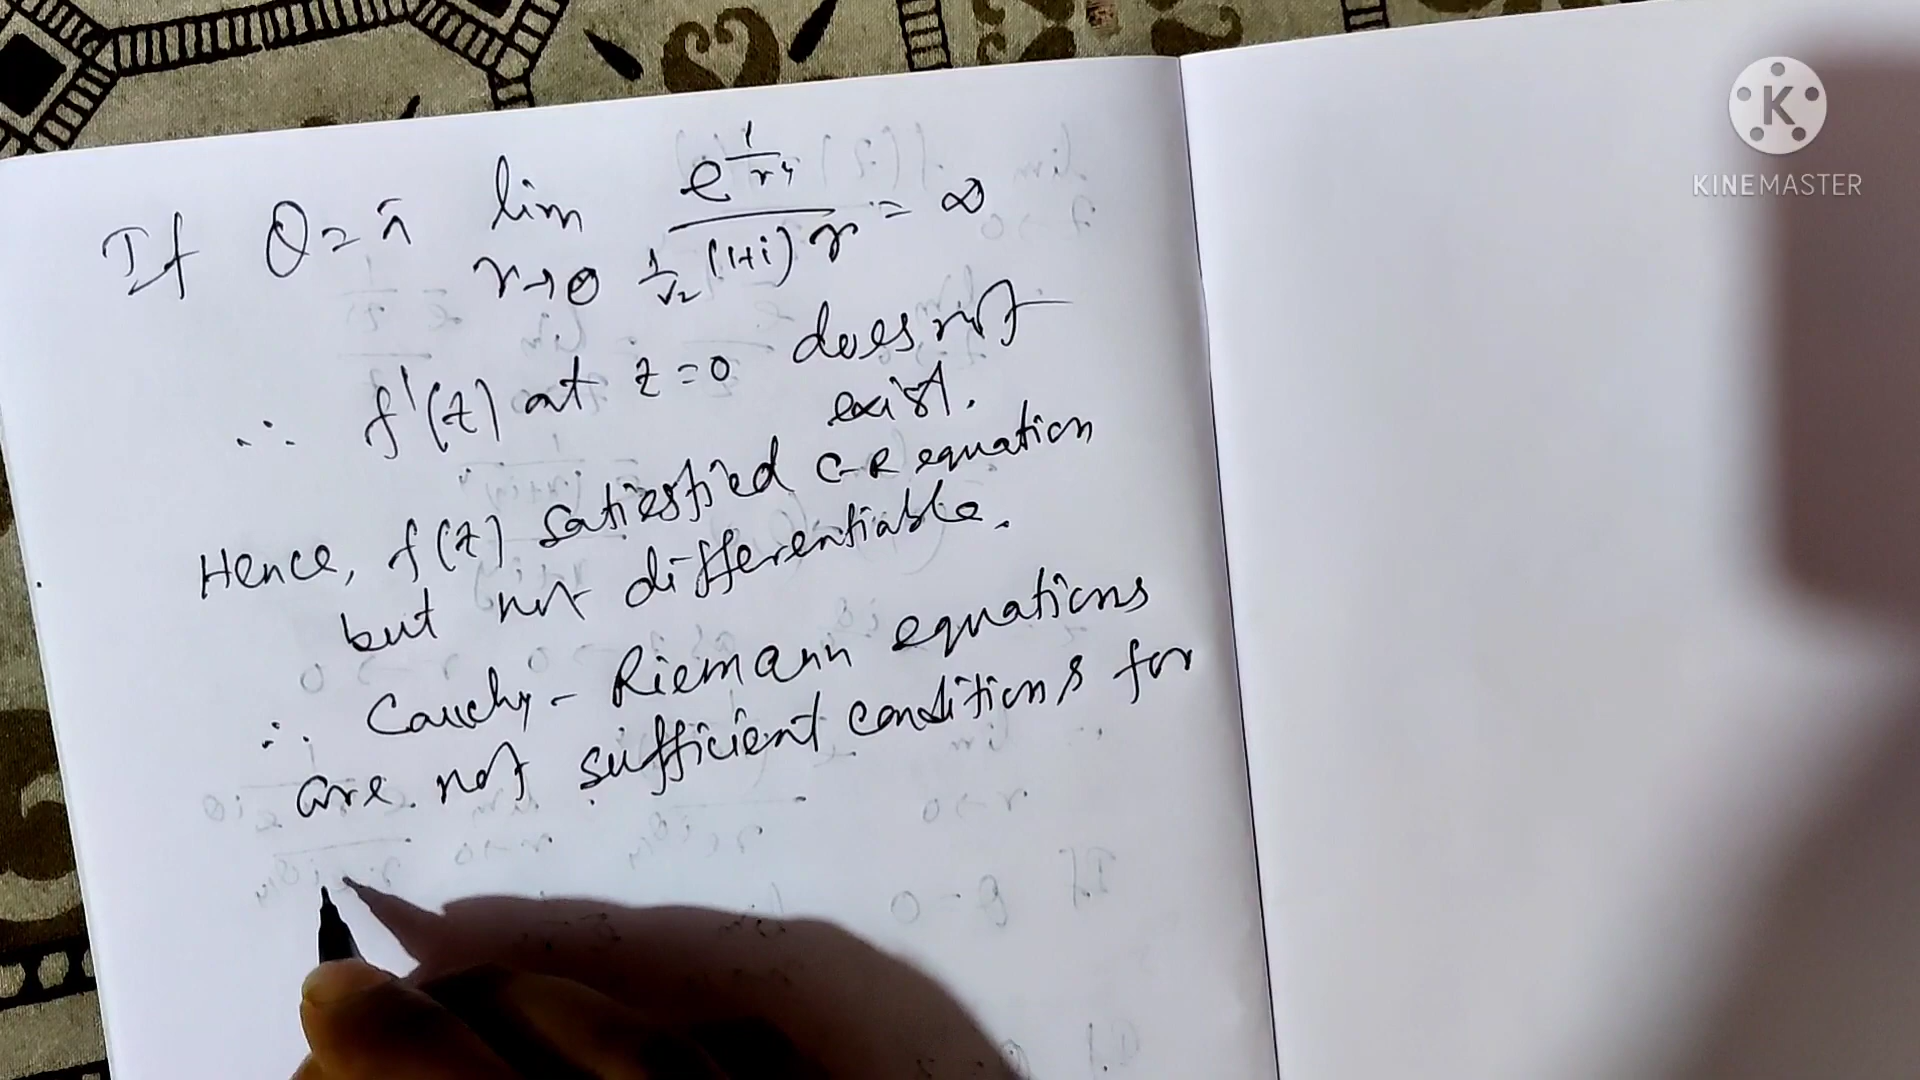 If θ = π lim r→0 e^{1/r⁴} / (1/√2 (1+i) r) = ∞
∴ f'(z) at z=0 does not
exist.
Hence, f(z) satiesfied C-R equation
but not differentiable.
∴ Cauchy-Riemann equations
are not sufficient conditions for
K
KINEMASTER